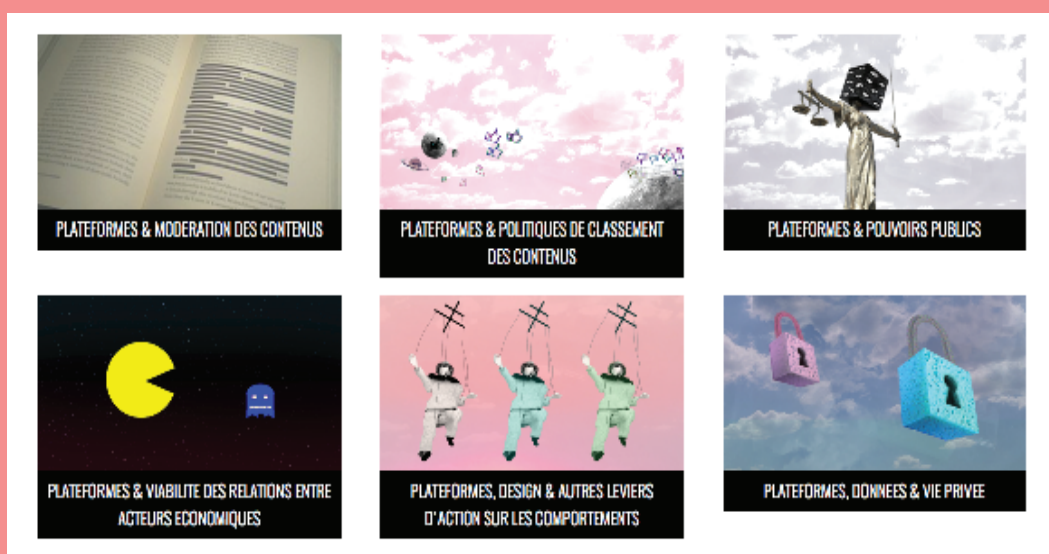 PLATEFORMES & MODERATION DES CONTENUS
PLATEFORMES & POLITIQUES DE CLASSEMENT
DES CONTENUS
PLATEFORMES & POUVOIRS PUBLICS
PLATEFORMES & VIABILITE DES RELATIONS ENTRE
ACTEURS ECONOMIQUES
PLATEFORMES, DESIGN & AUTRES LEVIERS
D'ACTION SUR LES COMPORTEMENTS
PLATEFORMES, DONNEES & VIE PRIVEE